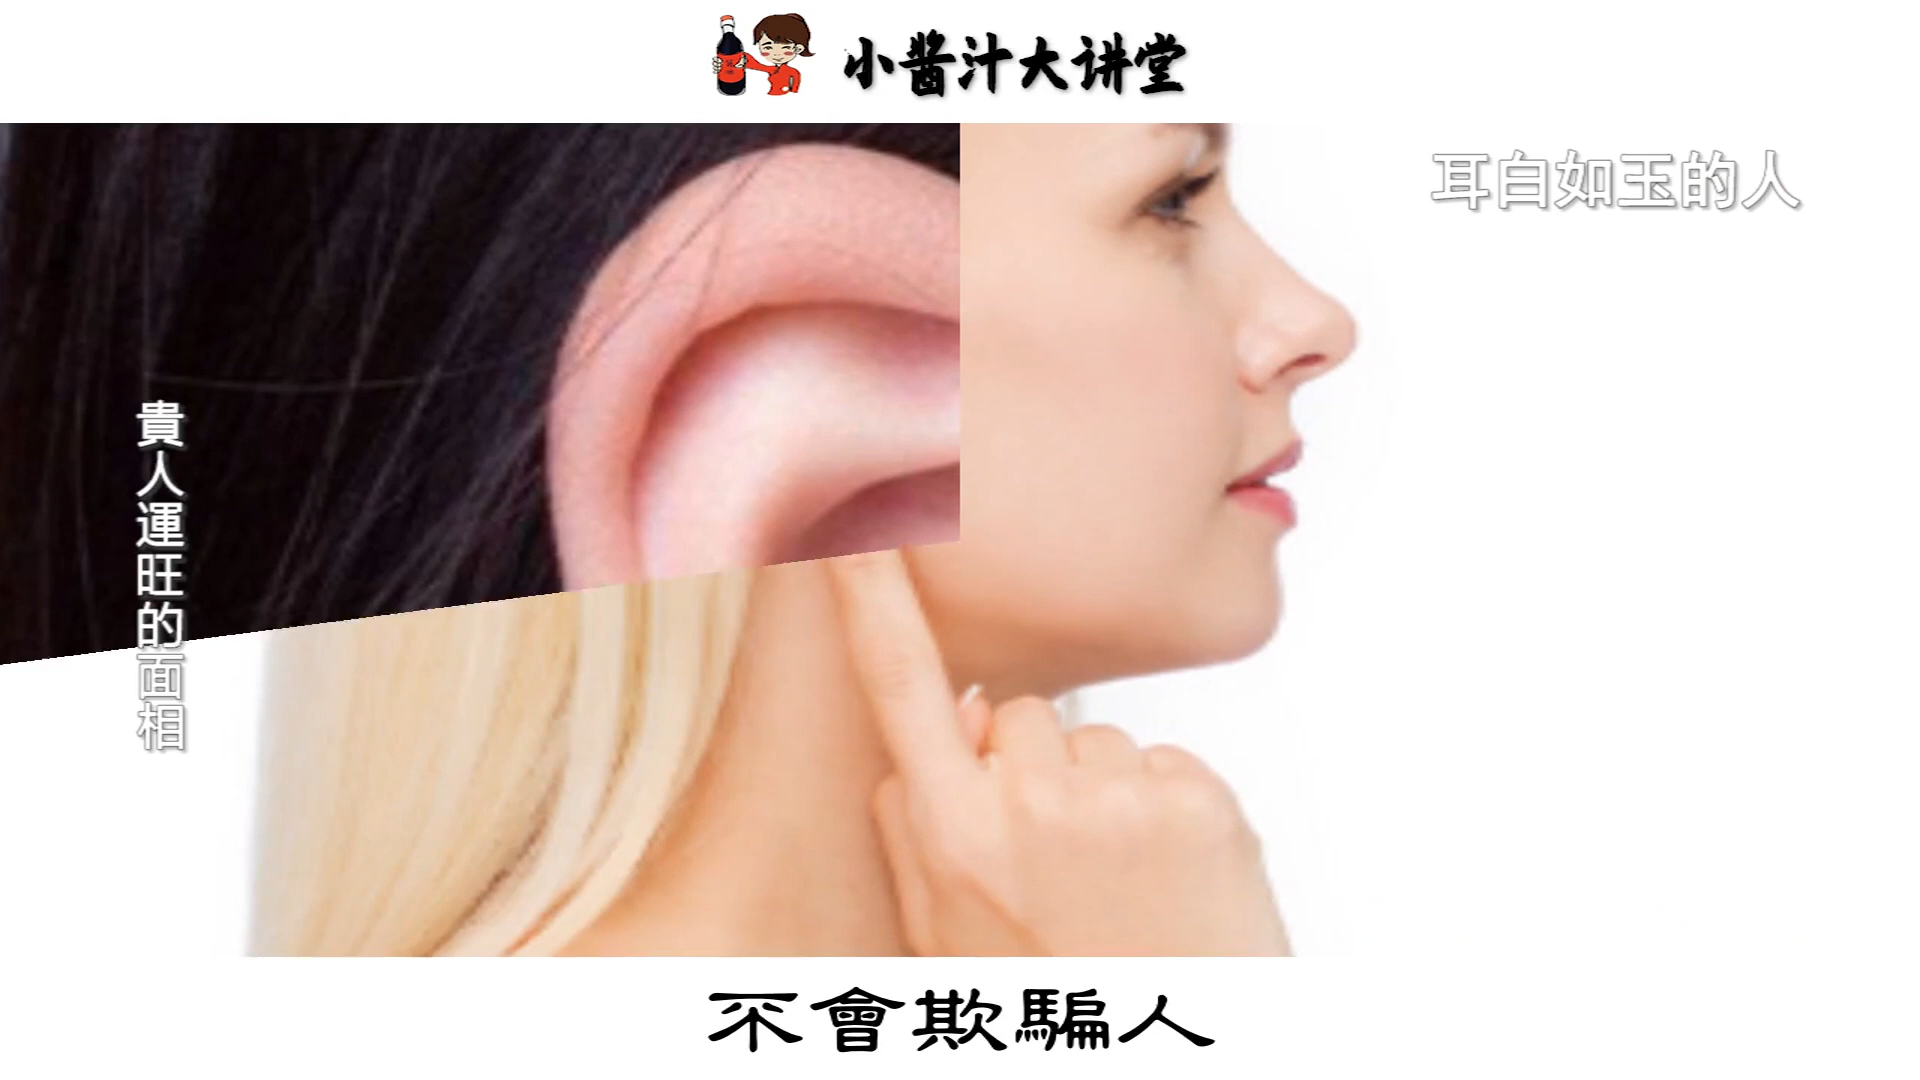 小酱汁大讲堂
耳白如玉的人
貴人運旺的面相
不會欺騙人